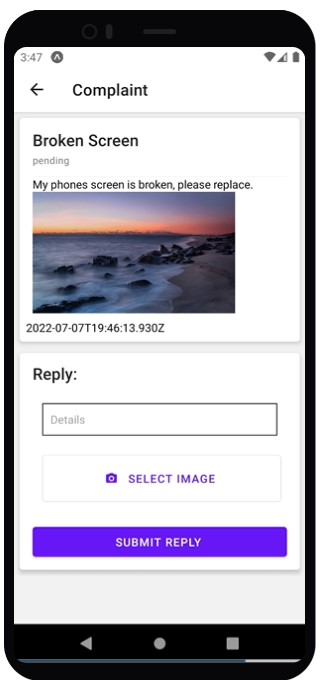 3:47
Complaint
Broken Screen
pending
My phones screen is broken, please replace.
2022-07-07T19:46:13.930Z
Reply:
Details
SELECT IMAGE
SUBMIT REPLY